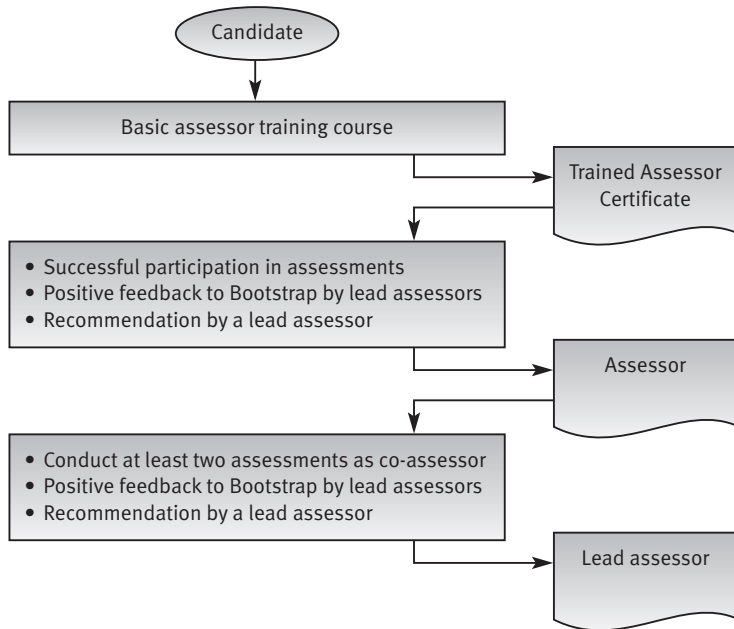 Candidate
Basic assessor training course
Trained Assessor
Certificate
• Successful participation in assessments
• Positive feedback to Bootstrap by lead assessors
• Recommendation by a lead assessor
Assessor
• Conduct at least two assessments as co-assessor
• Positive feedback to Bootstrap by lead assessors
• Recommendation by a lead assessor
Lead assessor